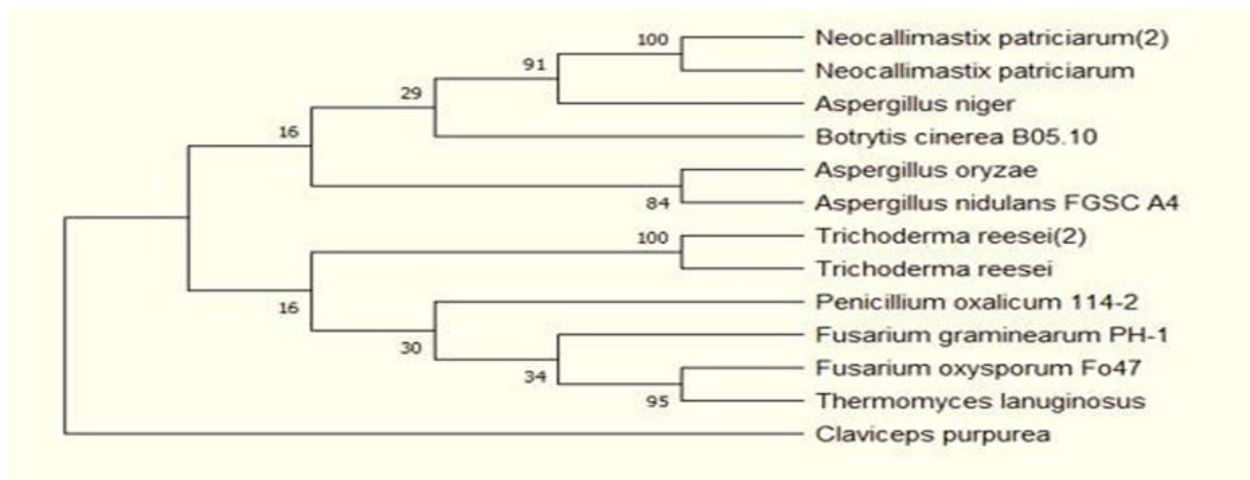 100
Neocallimastix patriciarum(2)
91
Neocallimastix patriciarum
29
Aspergillus niger
16
Botrytis cinerea B05.10
Aspergillus oryzae
84
Aspergillus nidulans FGSC A4
100
Trichoderma reesei(2)
Trichoderma reesei
16
Penicillium oxalicum 114-2
30
Fusarium graminearum PH-1
34
Fusarium oxysporum Fo47
95
Thermomyces lanuginosus
Claviceps purpurea